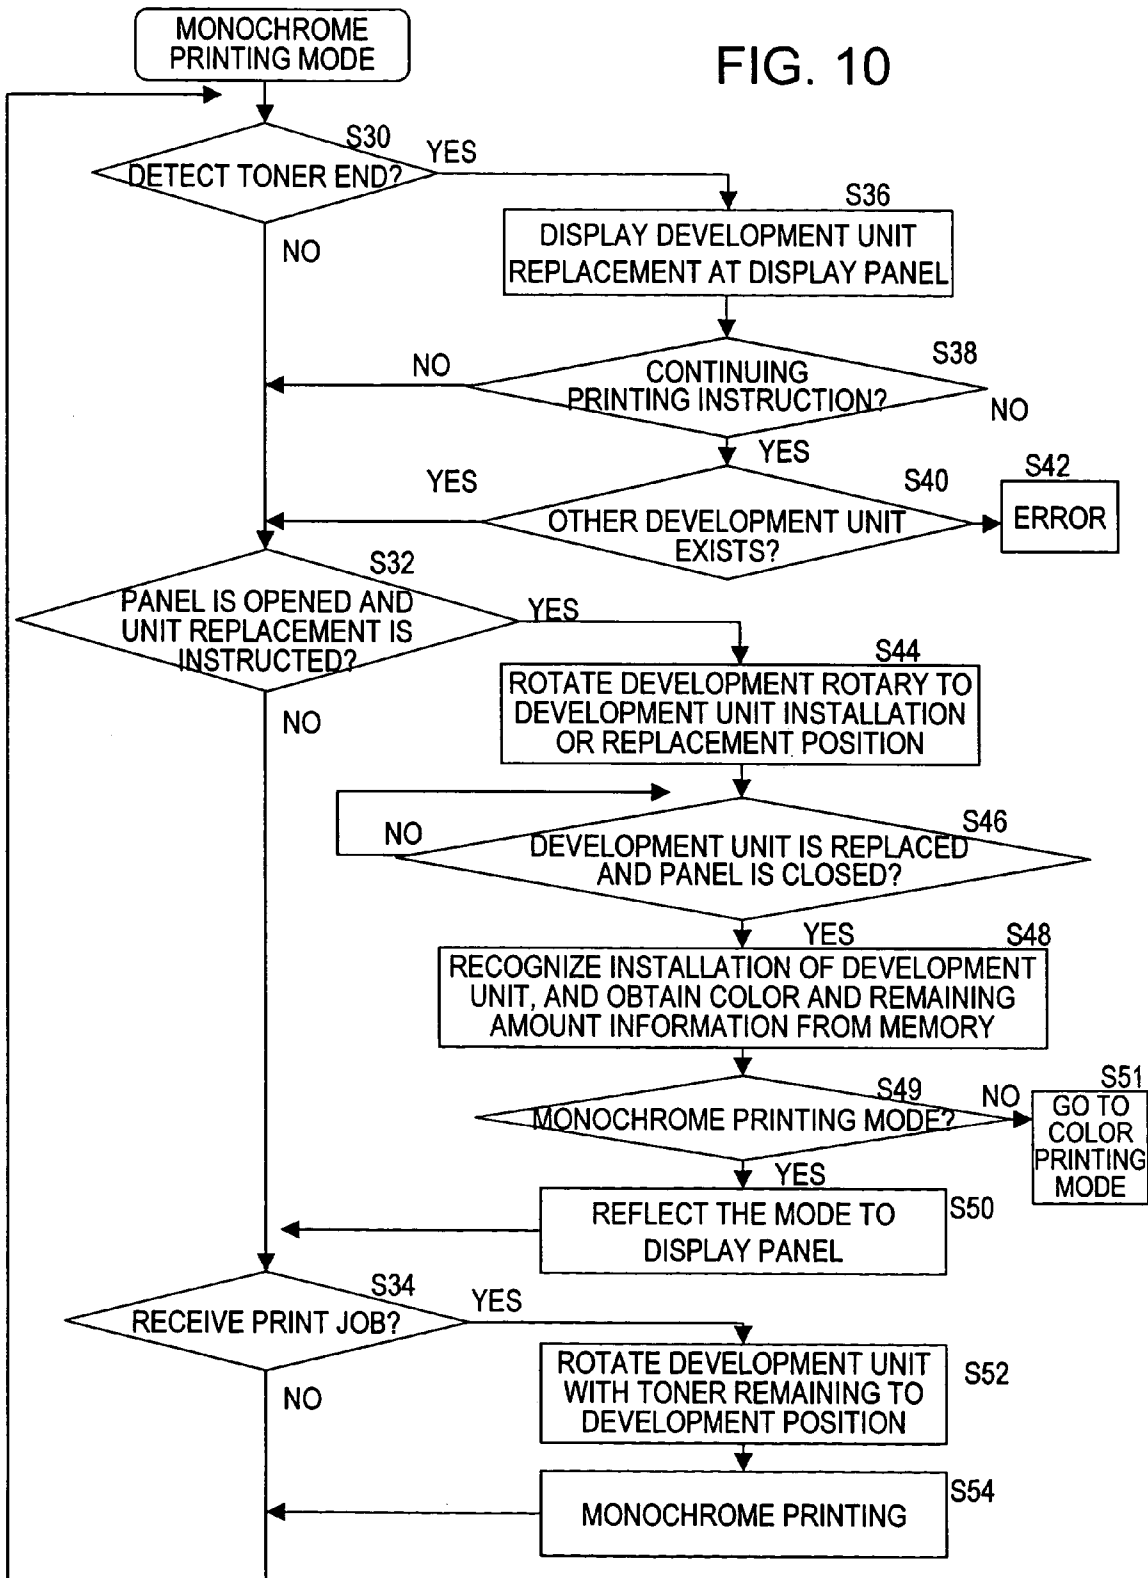 MONOCHROME
PRINTING MODE
FIG. 10
S30
DETECT TONER END?
YES
NO
S36
DISPLAY DEVELOPMENT UNIT
REPLACEMENT AT DISPLAY PANEL
S38
CONTINUING
PRINTING INSTRUCTION?
NO
NO
YES
YES
S40
OTHER DEVELOPMENT UNIT
EXISTS?
S42
ERROR
S32
PANEL IS OPENED AND
UNIT REPLACEMENT IS
INSTRUCTED?
YES
NO
S44
ROTATE DEVELOPMENT ROTARY TO
DEVELOPMENT UNIT INSTALLATION
OR REPLACEMENT POSITION
S46
NO
DEVELOPMENT UNIT IS REPLACED
AND PANEL IS CLOSED?
YES
S48
RECOGNIZE INSTALLATION OF DEVELOPMENT
UNIT, AND OBTAIN COLOR AND REMAINING
AMOUNT INFORMATION FROM MEMORY
S49
MONOCHROME PRINTING MODE?
NO
S51
GO TO
COLOR
PRINTING
MODE
YES
S50
REFLECT THE MODE TO
DISPLAY PANEL
S34
RECEIVE PRINT JOB?
YES
NO
S52
ROTATE DEVELOPMENT UNIT
WITH TONER REMAINING TO
DEVELOPMENT POSITION
S54
MONOCHROME PRINTING